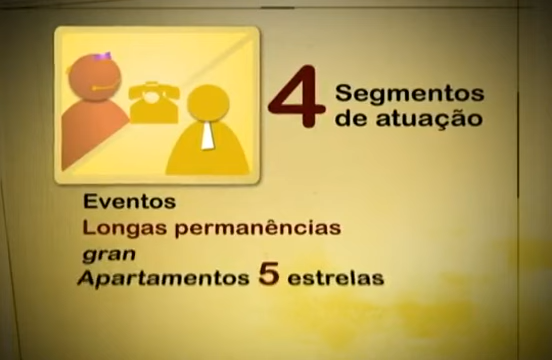 4 Segmentos
de atuação
Eventos
Longas permanências
gran
Apartamentos 5 estrelas